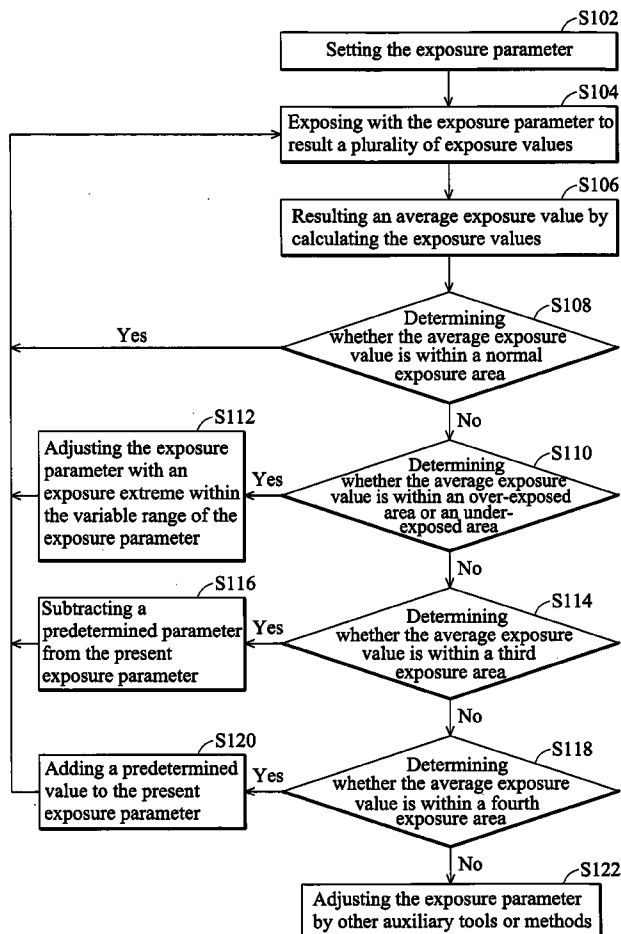 S102
Setting the exposure parameter
S104
Exposing with the exposure parameter to
result a plurality of exposure values
S106
Resulting an average exposure value by
calculating the exposure values
S108
Determining
whether the average exposure
value is within a normal
exposure area
Yes
No
S112
Adjusting the exposure
parameter with an
exposure extreme within
the variable range of the
exposure parameter
S110
Determining
whether the average exposure
value is within an over-exposed
area or an under-
exposed area
Yes
No
S116
Subtracting a
predetermined parameter
from the present
exposure parameter
S114
Determining
whether the average exposure
value is within a third
exposure area
Yes
No
S120
Adding a predetermined
value to the present
exposure parameter
S118
Determining
whether the average exposure
value is within a fourth
exposure area
Yes
No
S122
Adjusting the exposure parameter
by other auxiliary tools or methods